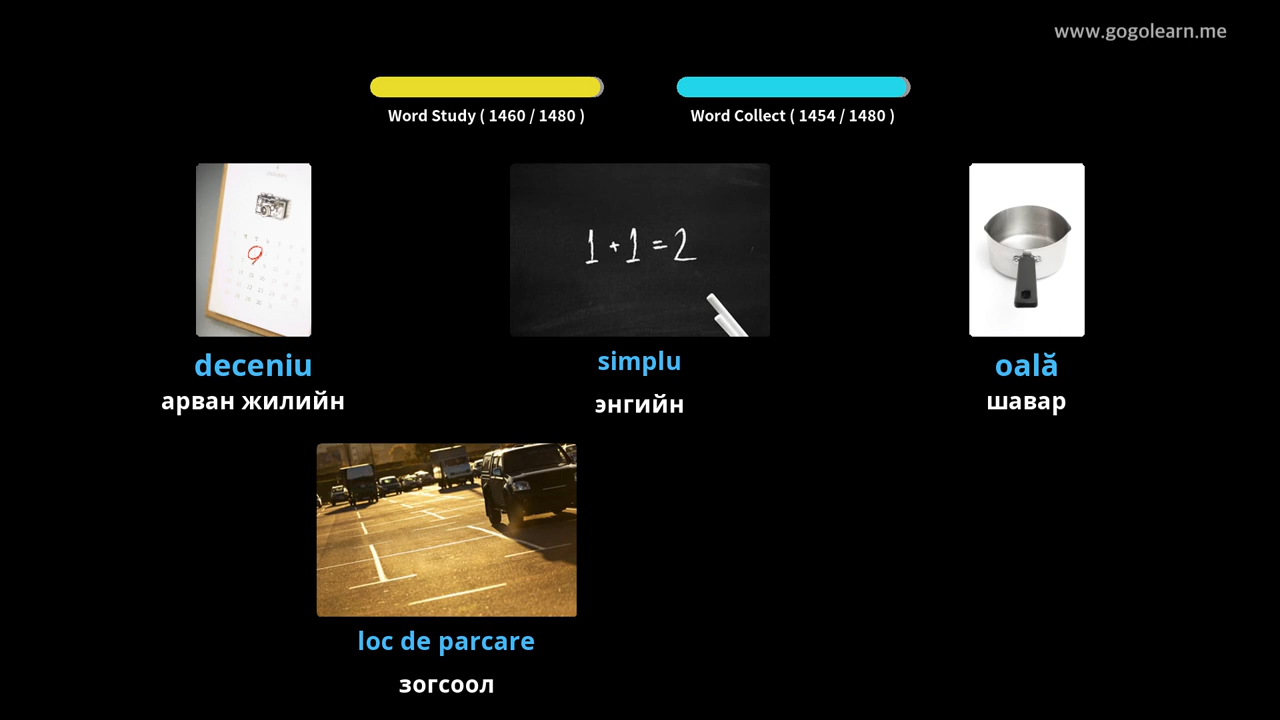 www.gogolearn.me
Word Study ( 1460 / 1480 )
Word Collect ( 1454 / 1480 )
1 + 1 = 2
deceniu
арван жилийн
simplu
энгийн
oală
шавар
loc de parcare
зогсоол